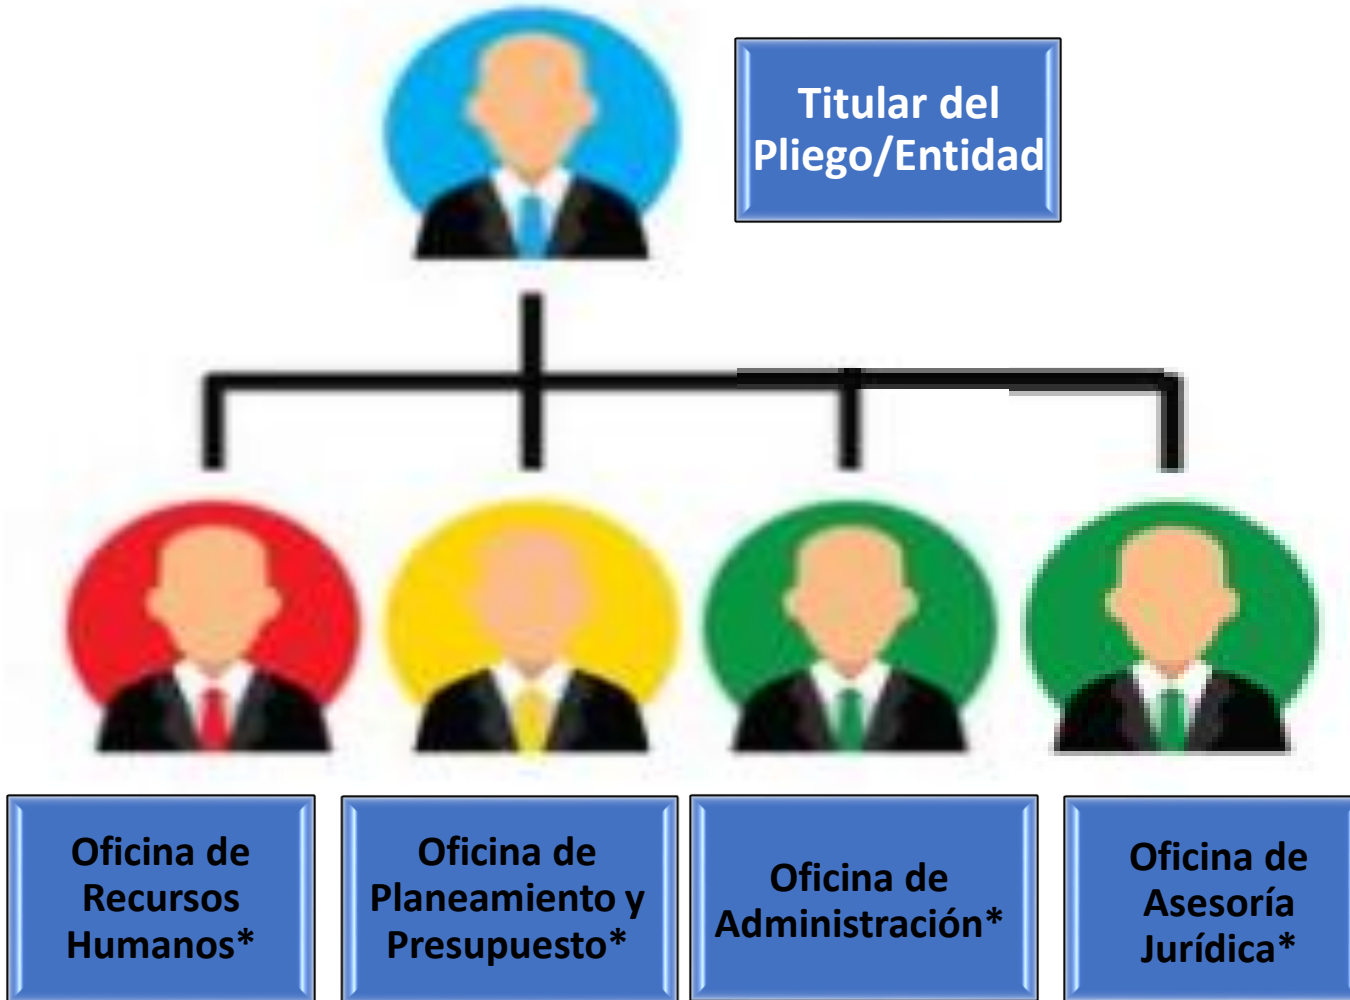 Titular del
Pliego/Entidad
Oficina de
Recursos
Humanos*
Oficina de
Planeamiento y
Presupuesto*
Oficina de
Administración*
Oficina de
Asesoría
Jurídica*